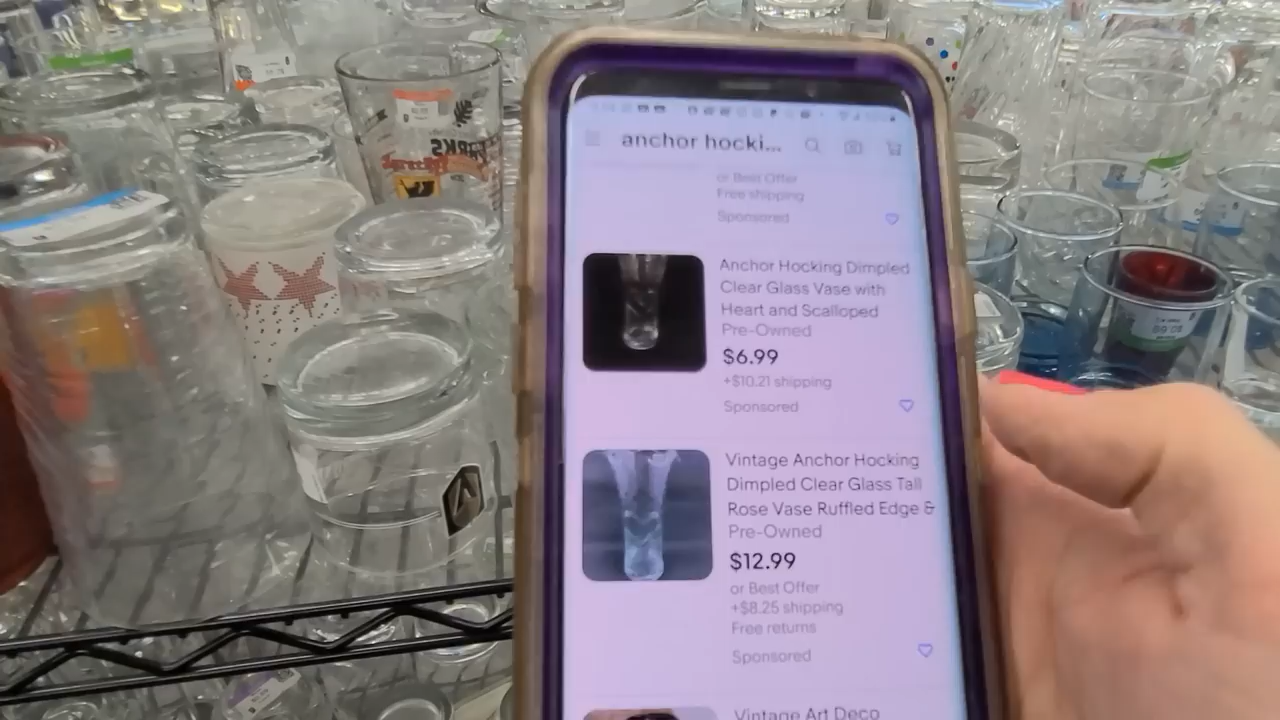 anchor hocki...
or Best Offer
Free shipping
Sponsored
Anchor Hocking Dimpled
Clear Glass Vase with
Heart and Scalloped
Pre-Owned
$6.99
+$10.21 shipping
Sponsored
Vintage Anchor Hocking
Dimpled Clear Glass Tall
Rose Vase Ruffled Edge &
Pre-Owned
$12.99
or Best Offer
+$8.25 shipping
Free returns
Sponsored
Vintage Art Deco